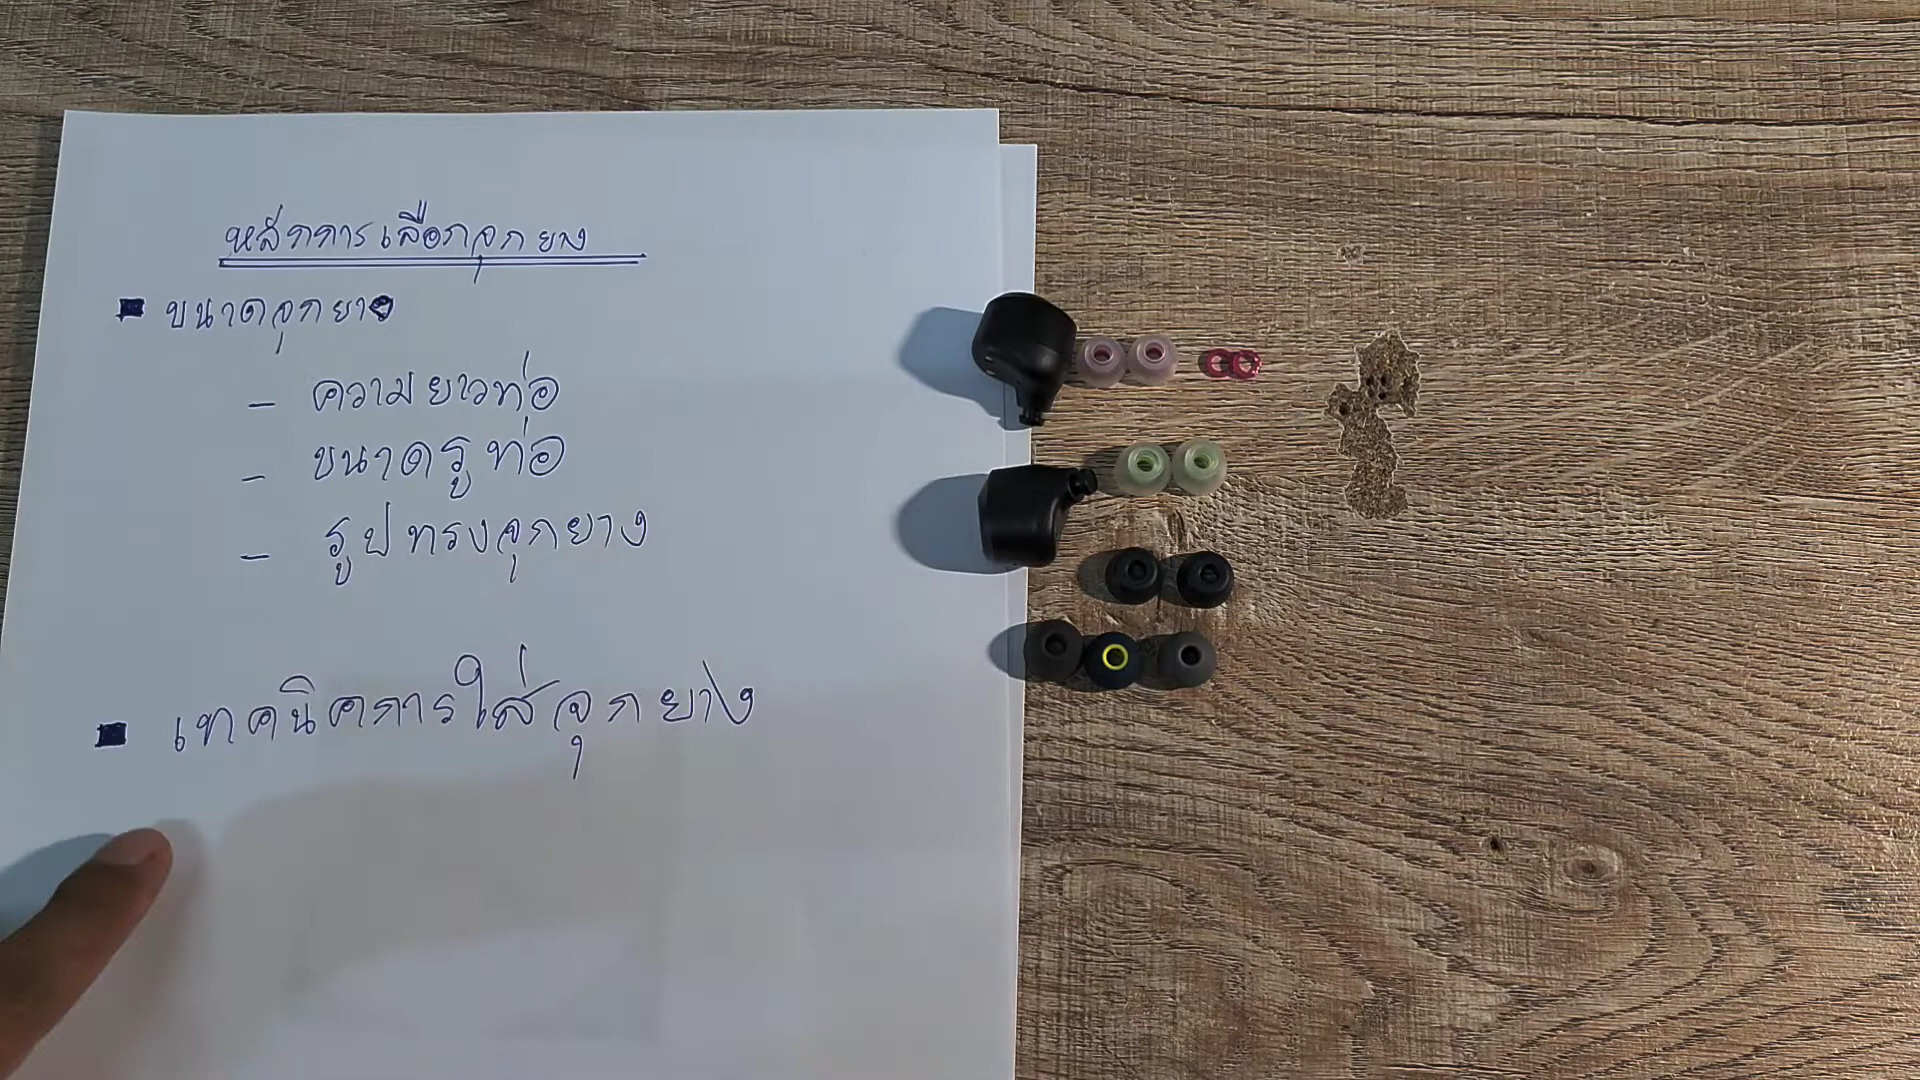 หลักการเลือกจุกยาง
ขนาดจุกยาง
- ความยาวท่อ
- ขนาดรูท่อ
- รูปทรงจุกยาง
เทคนิคการใส่จุกยาง